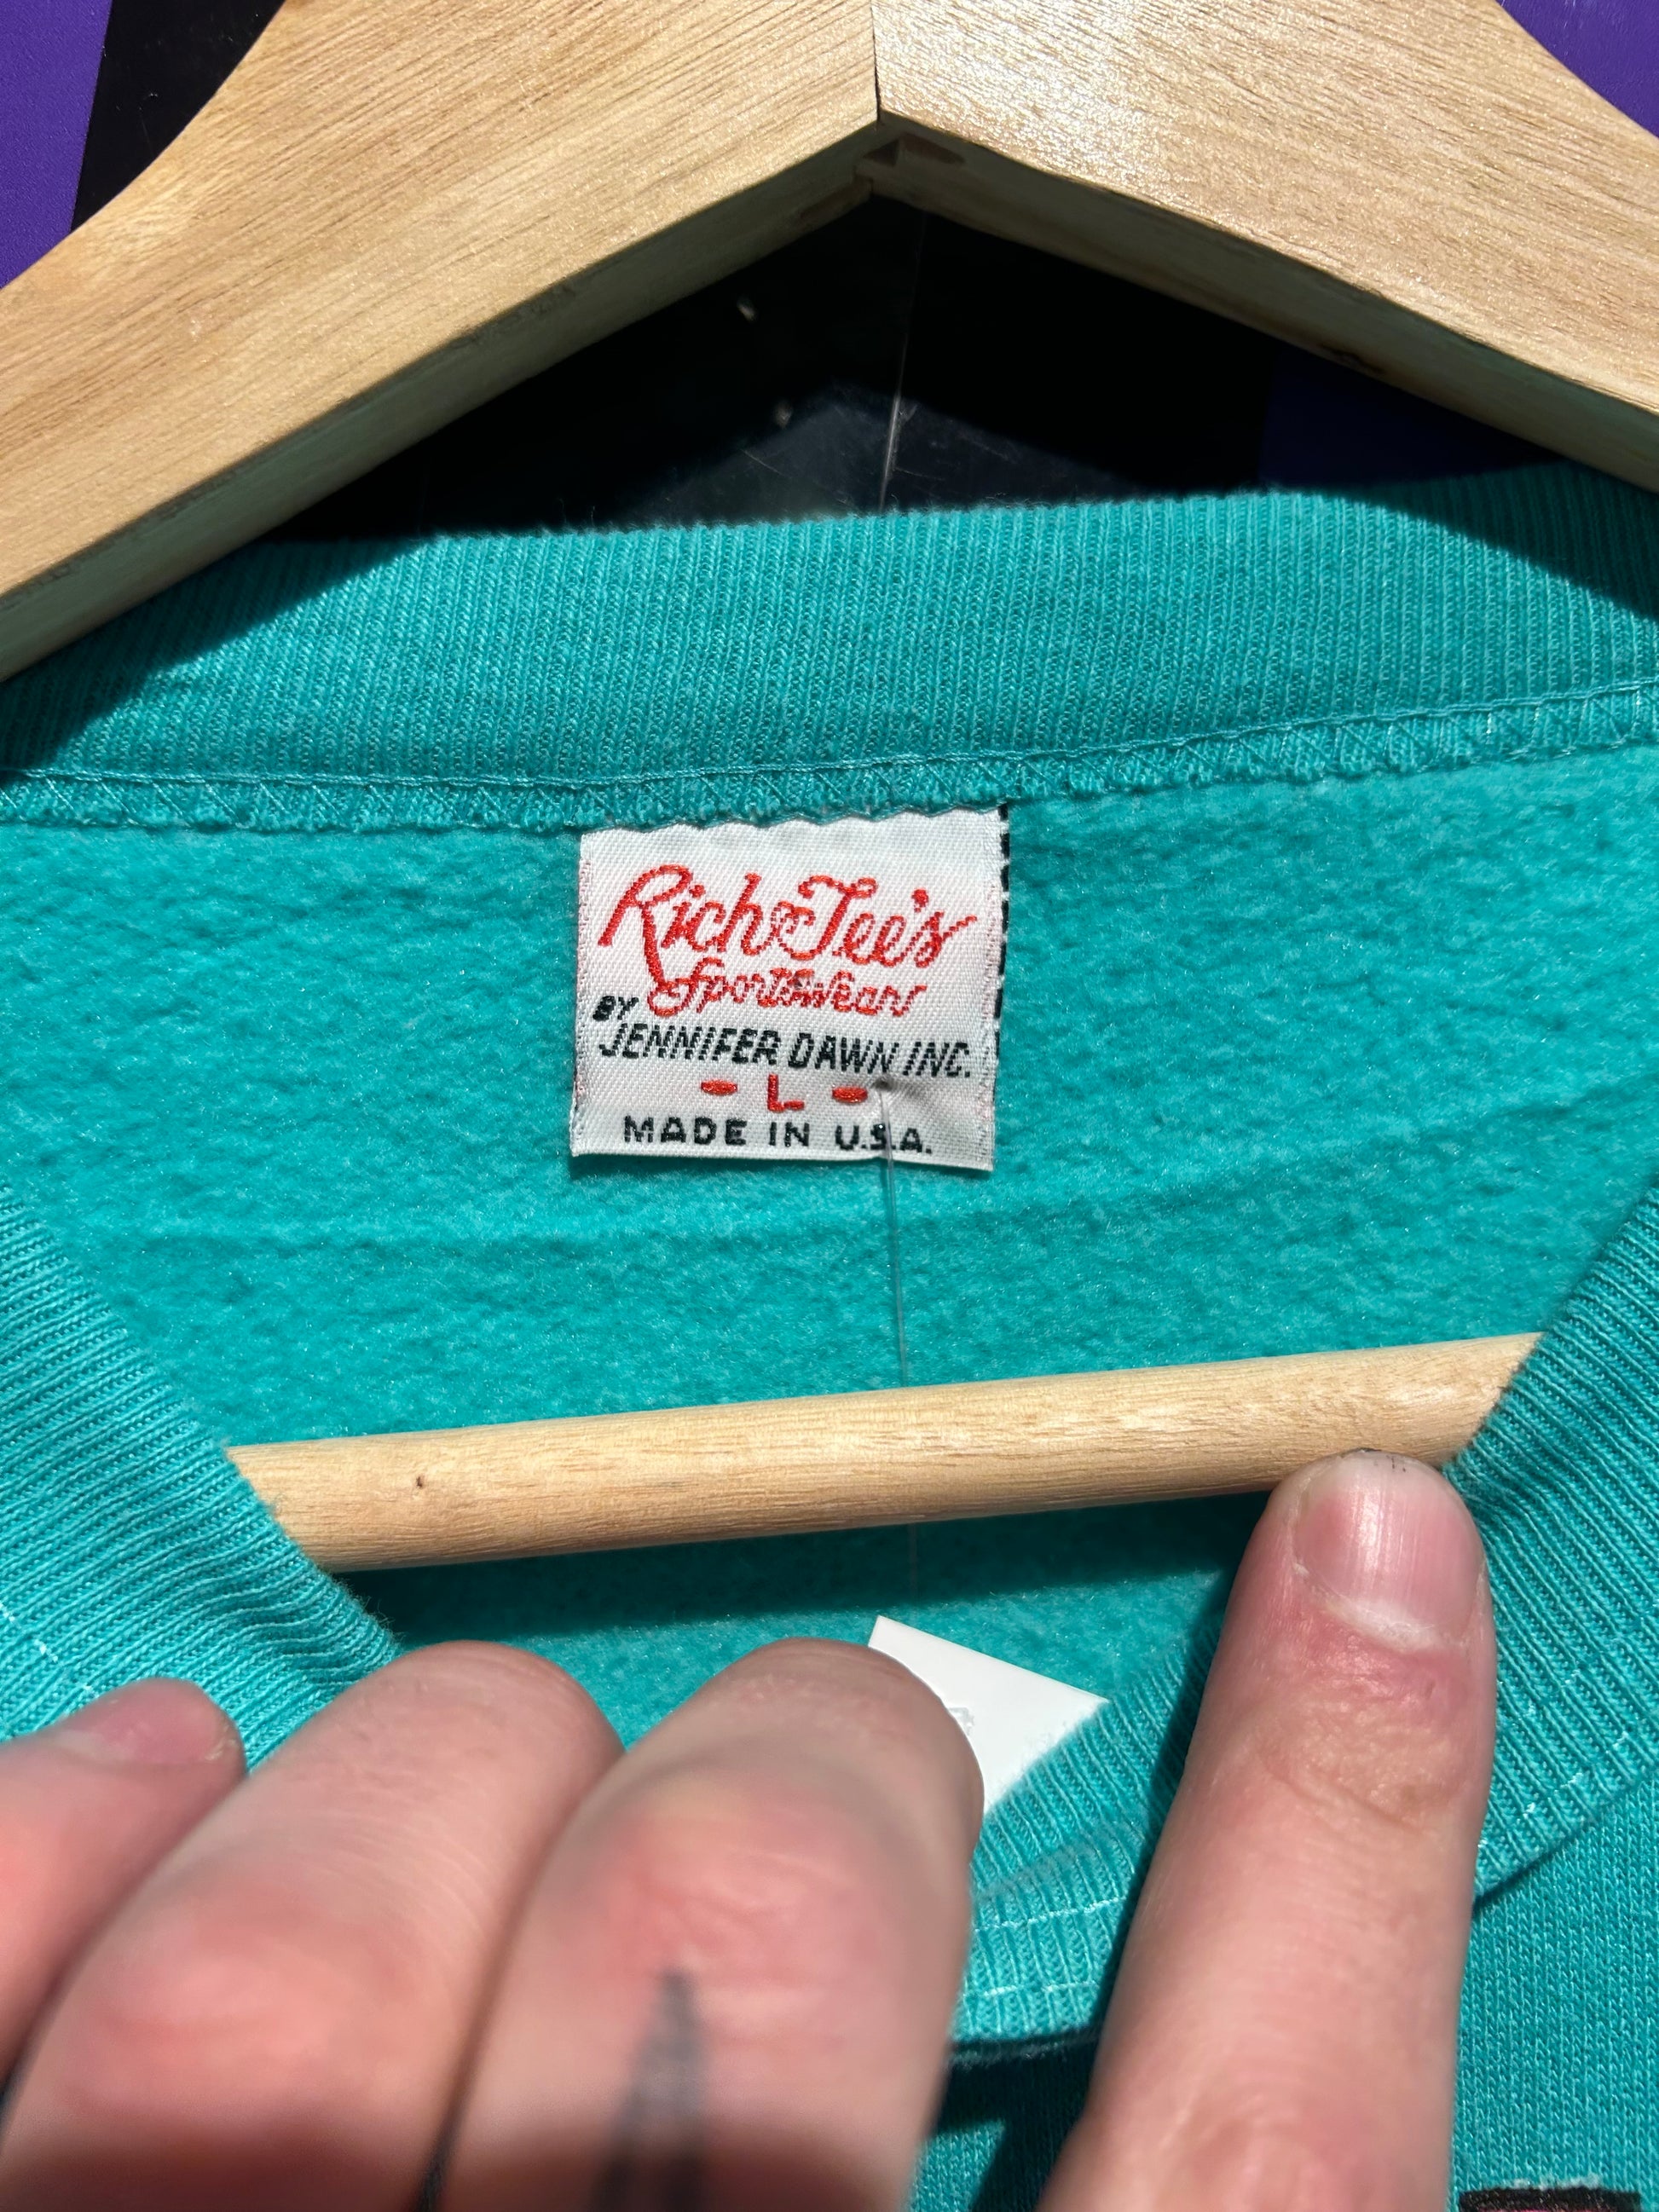 Rich Tee's
Sportswear
BY
JENNIFER DAWN INC.
- L -
MADE IN U.S.A.